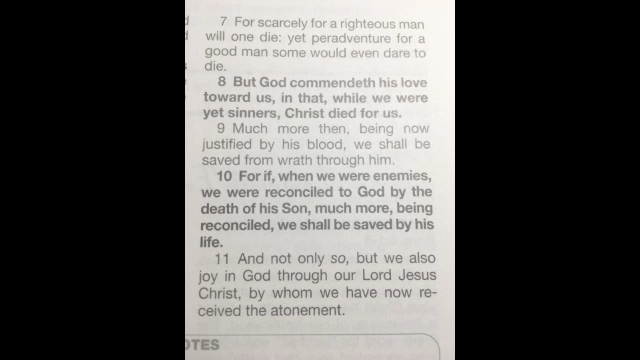 7 For scarcely for a righteous man
will one die: yet peradventure for a
good man some would even dare to
die.
8 But God commendeth his love
toward us, in that, while we were
yet sinners, Christ died for us.
9 Much more then, being now
justified by his blood, we shall be
saved from wrath through him.
10 For if, when we were enemies,
we were reconciled to God by the
death of his Son, much more, being
reconciled, we shall be saved by his
life.
11 And not only so, but we also
joy in God through our Lord Jesus
Christ, by whom we have now re-
ceived the atonement.
OTES